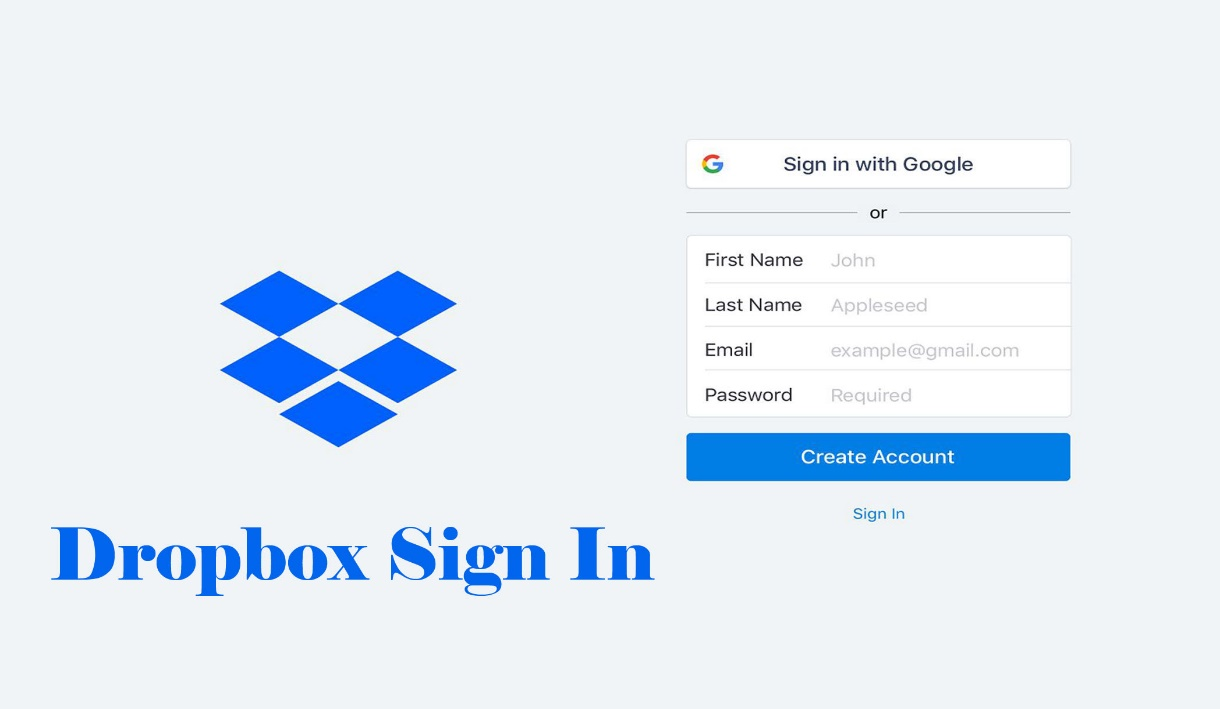 Dropbox Sign In
Sign in with Google
or
First Name John
Last Name Appleseed
Email example@gmail.com
Password Required
Create Account
Sign In